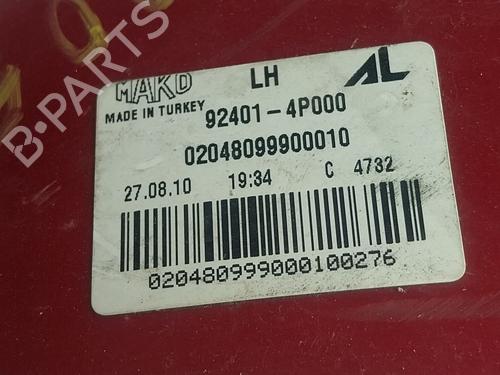 B-PARTS
MAKO LH AL
MADE IN TURKEY
92401-4P000
02048099900010
27.08.10 19:34 C 4732
020480999000100276